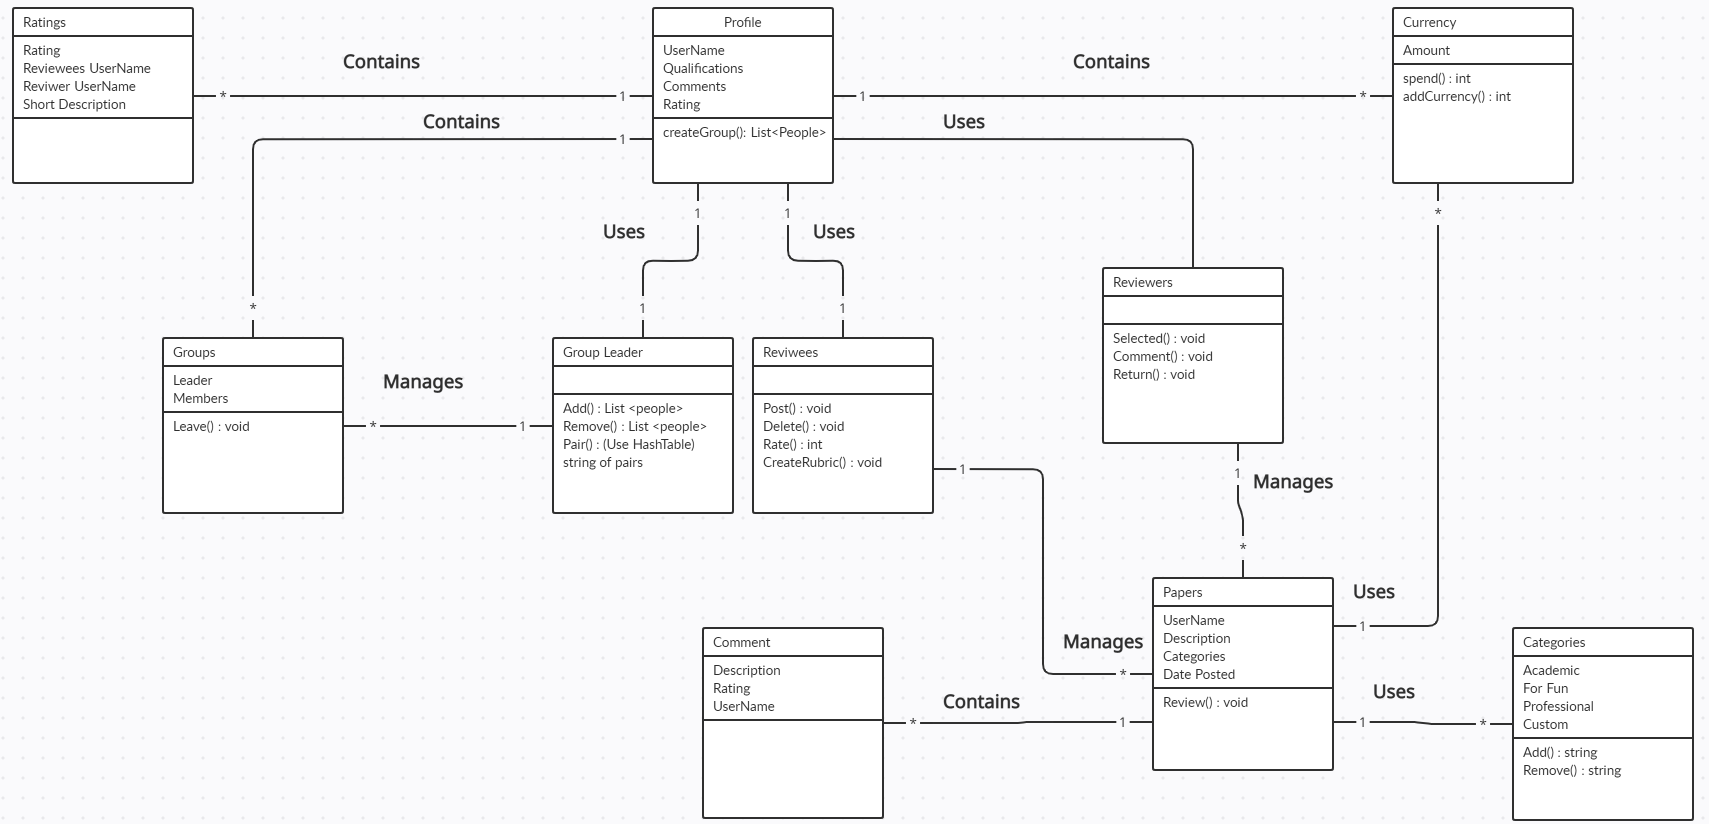 Ratings
Rating
Reviewees UserName
Reviwer UserName
Short Description
Contains
*
1
Profile
UserName
Qualifications
Comments
Rating
createGroup(): List<People>
Contains
1
*
Currency
Amount
spend() : int
addCurrency() : int
Contains
1
*
Uses
1
1
Uses
1
1
Uses
*
Groups
Leader
Members
Leave() : void
Manages
*
1
Group Leader
Add() : List <people>
Remove() : List <people>
Pair() : (Use HashTable)
string of pairs
Reviwees
Post() : void
Delete() : void
Rate() : int
CreateRubric() : void
1
Manages
*
Reviewers
Selected() : void
Comment() : void
Return() : void
1
Manages
*
Comment
Description
Rating
UserName
Contains
*
1
Papers
UserName
Description
Categories
Date Posted
Review() : void
Uses
1
Uses
1
*
Categories
Academic
For Fun
Professional
Custom
Add() : string
Remove() : string